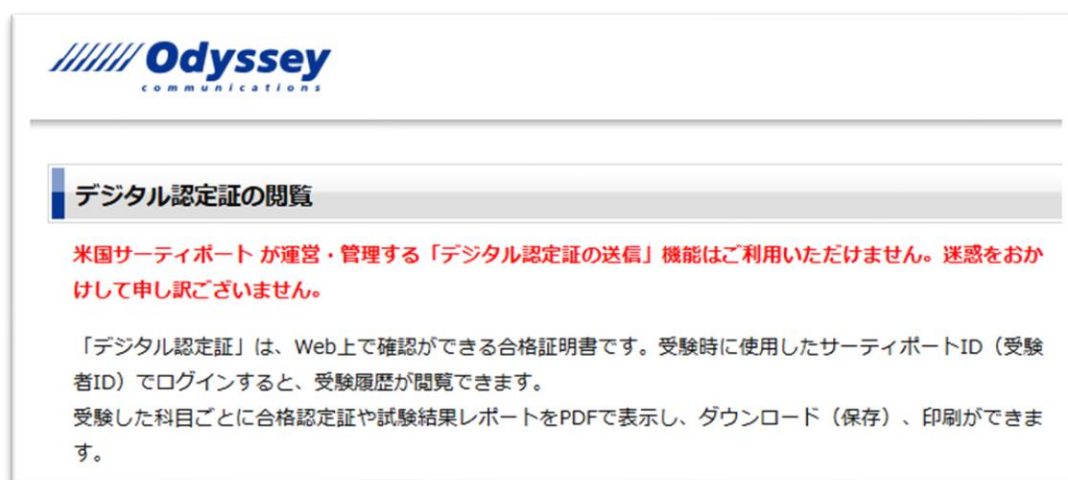 Odyssey
communications
デジタル認定証の閲覧
米国サーティポート が運営・管理する「デジタル認定証の送信」機能はご利用いただけません。迷惑をおか
けして申し訳ございません。
「デジタル認定証」は、Web上で確認ができる合格証明書です。受験時に使用したサーティポートID（受験
者ID）でログインすると、受験履歴が閲覧できます。
受験した科目ごとに合格認定証や試験結果レポートをPDFで表示し、ダウンロード（保存）、印刷ができま
す。